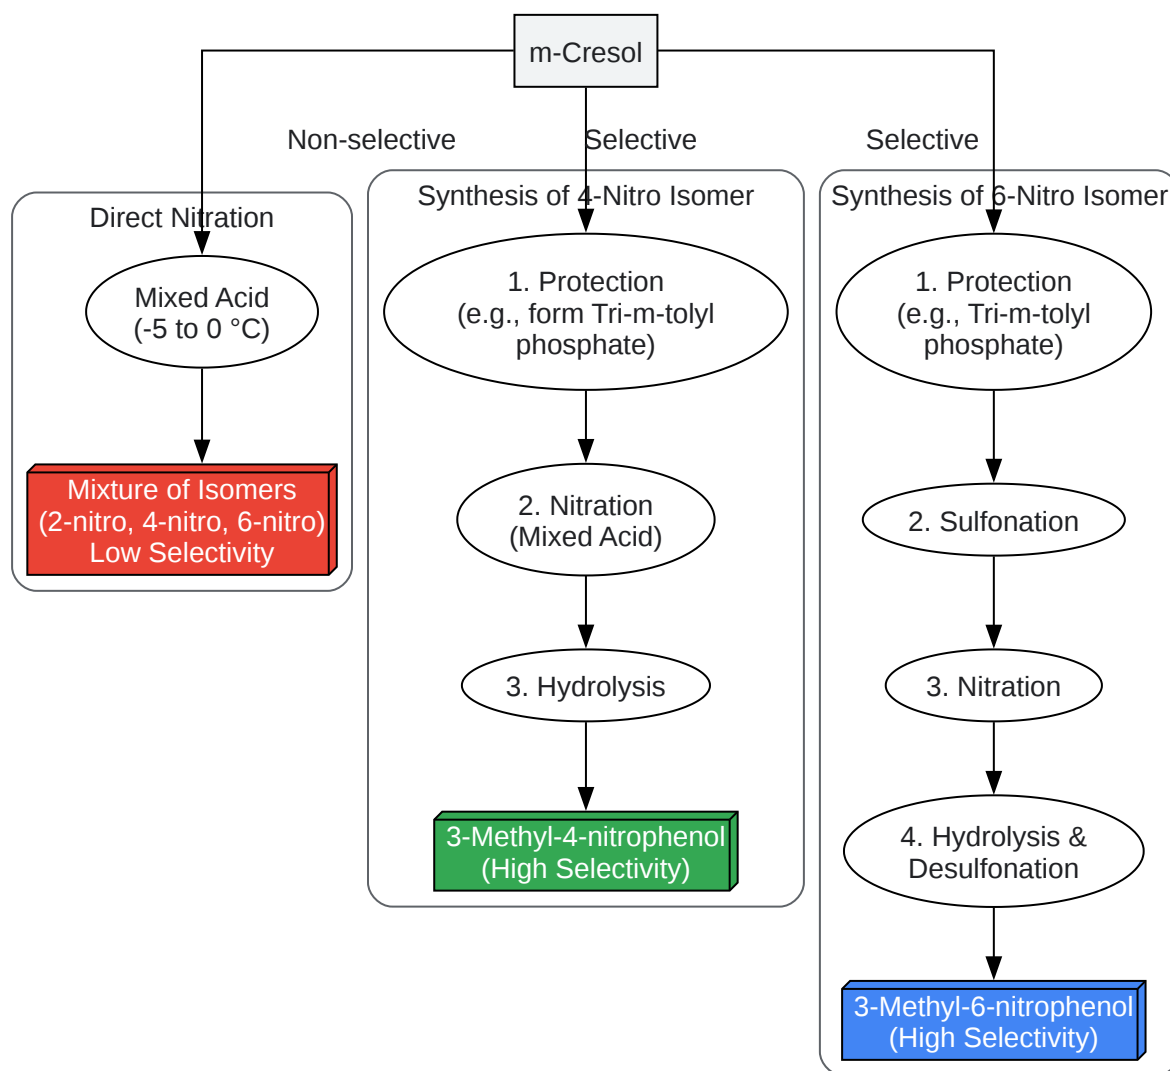 m-Cresol
Non-selective
Selective
Selective
Direct Nitration
Mixed Acid
(-5 to 0 °C)
Mixture of Isomers
(2-nitro, 4-nitro, 6-nitro)
Low Selectivity
Synthesis of 4-Nitro Isomer
1. Protection
(e.g., form Tri-m-tolyl
phosphate)
2. Nitration
(Mixed Acid)
3. Hydrolysis
3-Methyl-4-nitrophenol
(High Selectivity)
Synthesis of 6-Nitro Isomer
1. Protection
(e.g., Tri-m-tolyl
phosphate)
2. Sulfonation
3. Nitration
4. Hydrolysis &
Desulfonation
3-Methyl-6-nitrophenol
(High Selectivity)